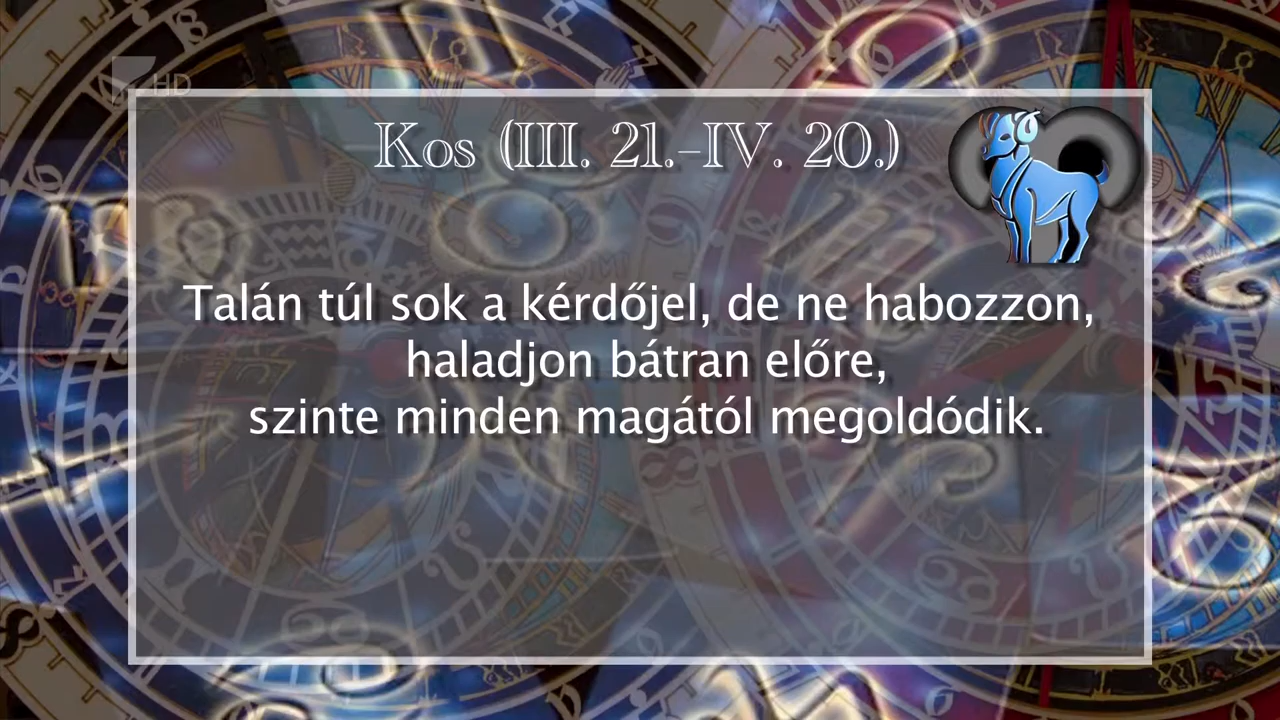 HD
Kos (III. 21.–IV. 20.)
Talán túl sok a kérdőjel, de ne habozzon,
haladjon bátran előre,
szinte minden magától megoldódik.